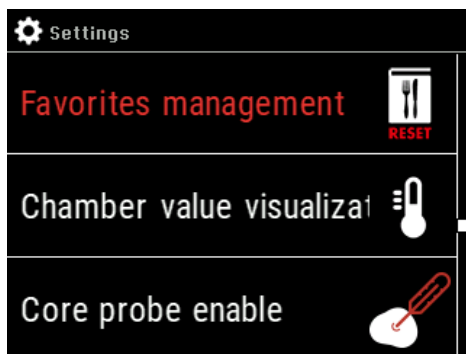 Settings
Favorites management
RESET
Chamber value visualizat
Core probe enable